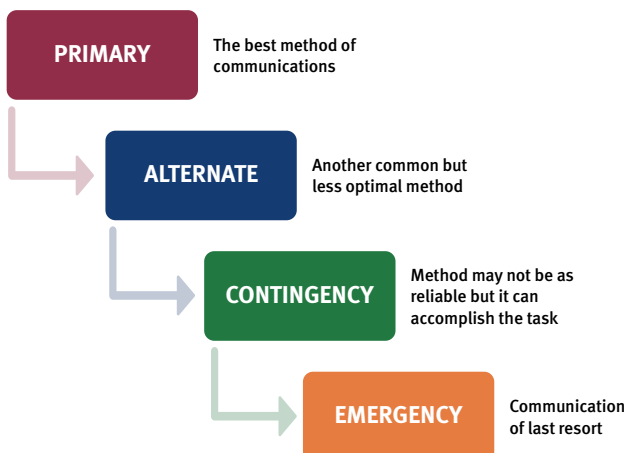 PRIMARY
The best method of
communications
ALTERNATE
Another common but
less optimal method
CONTINGENCY
Method may not be as
reliable but it can
accomplish the task
EMERGENCY
Communication
of last resort